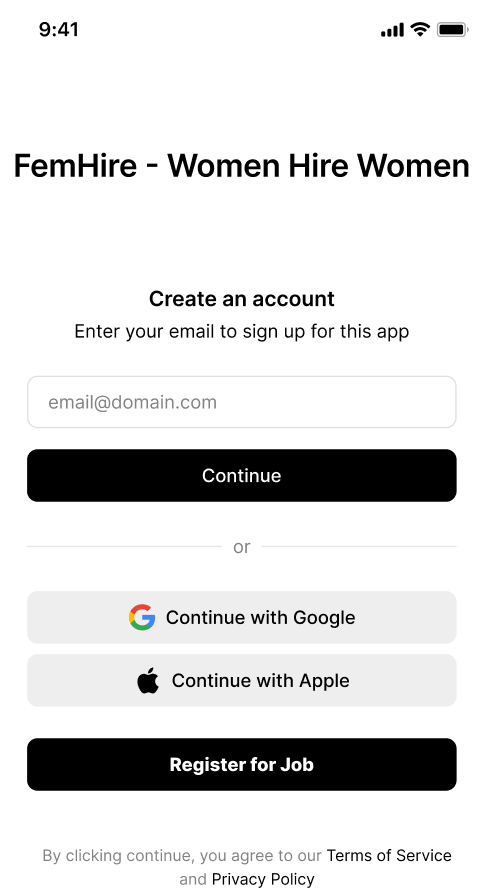 9:41
FemHire - Women Hire Women
Create an account
Enter your email to sign up for this app
email@domain.com
Continue
or
Continue with Google
Continue with Apple
Register for Job
By clicking continue, you agree to our Terms of Service
and Privacy Policy